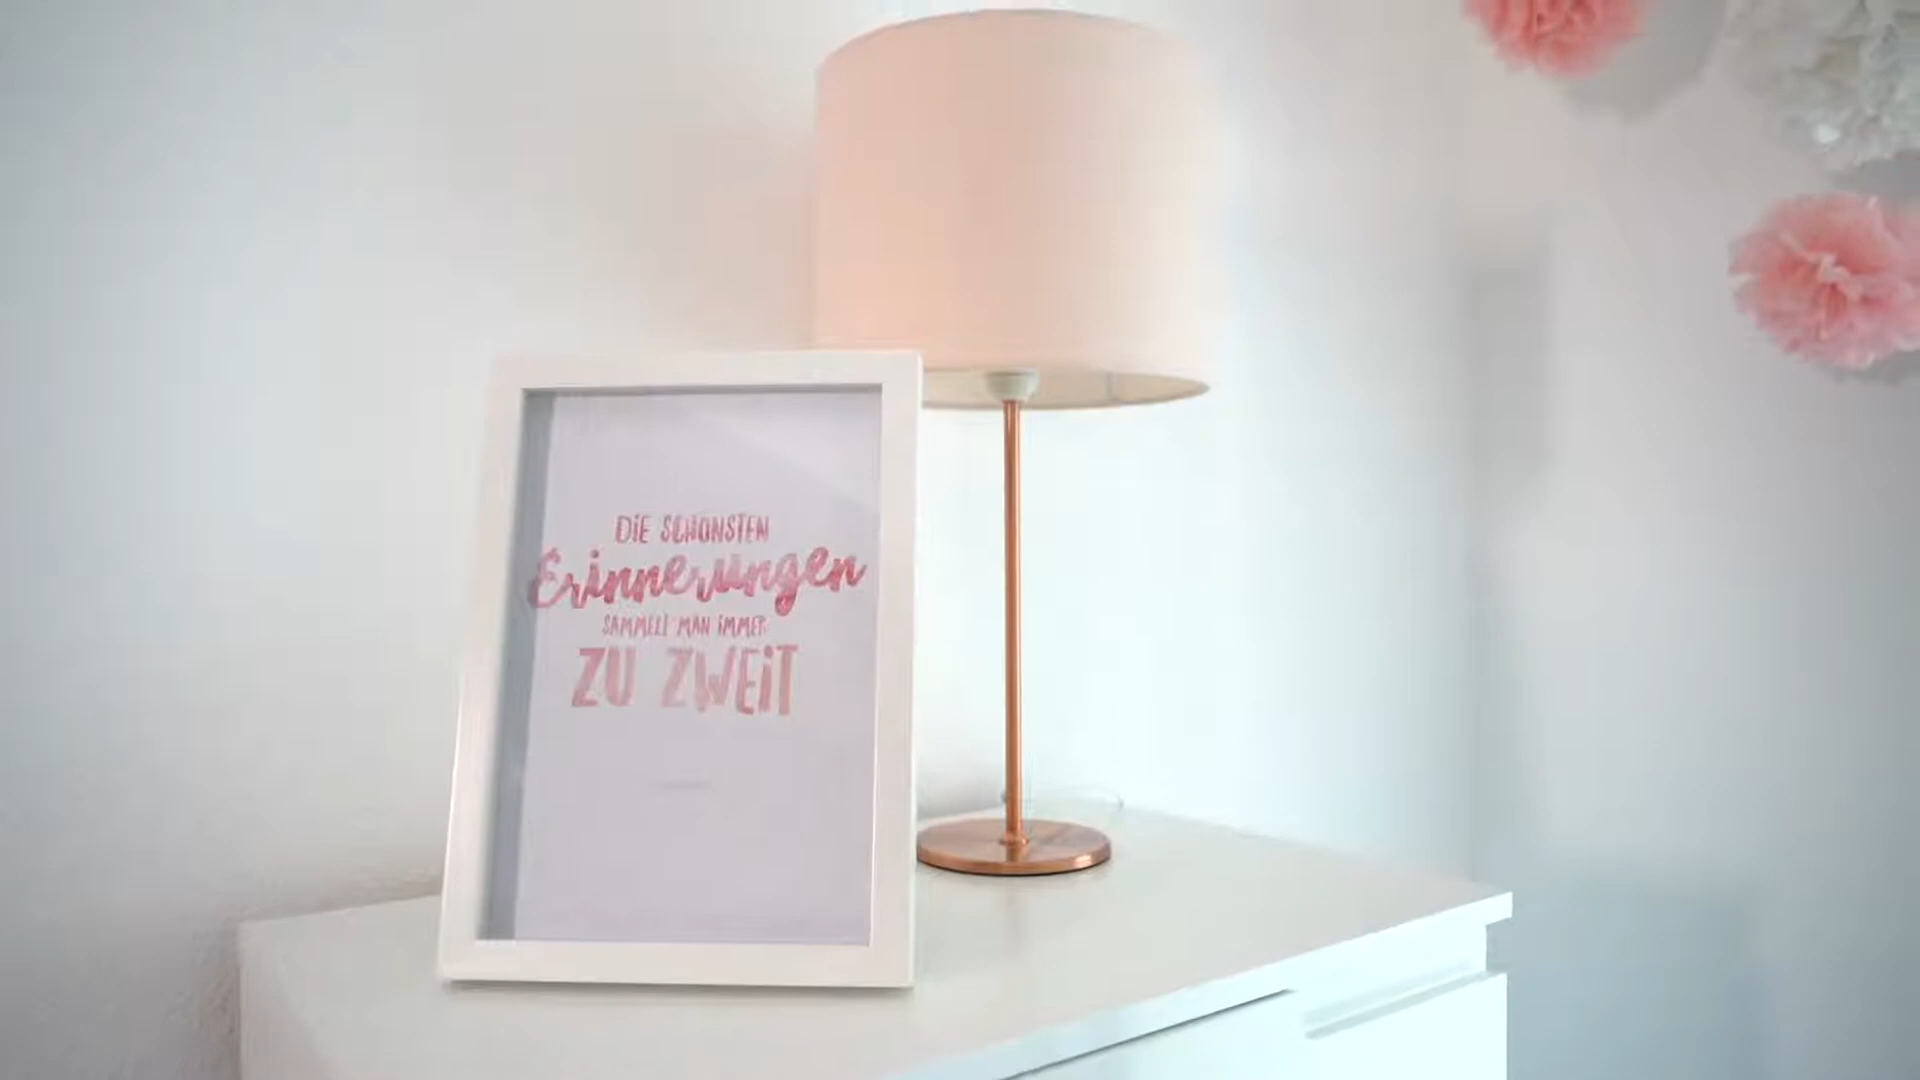 DIE SCHÖNSTEN
Erinnerungen
SAMMELT MAN IMMER
ZU ZWEIT